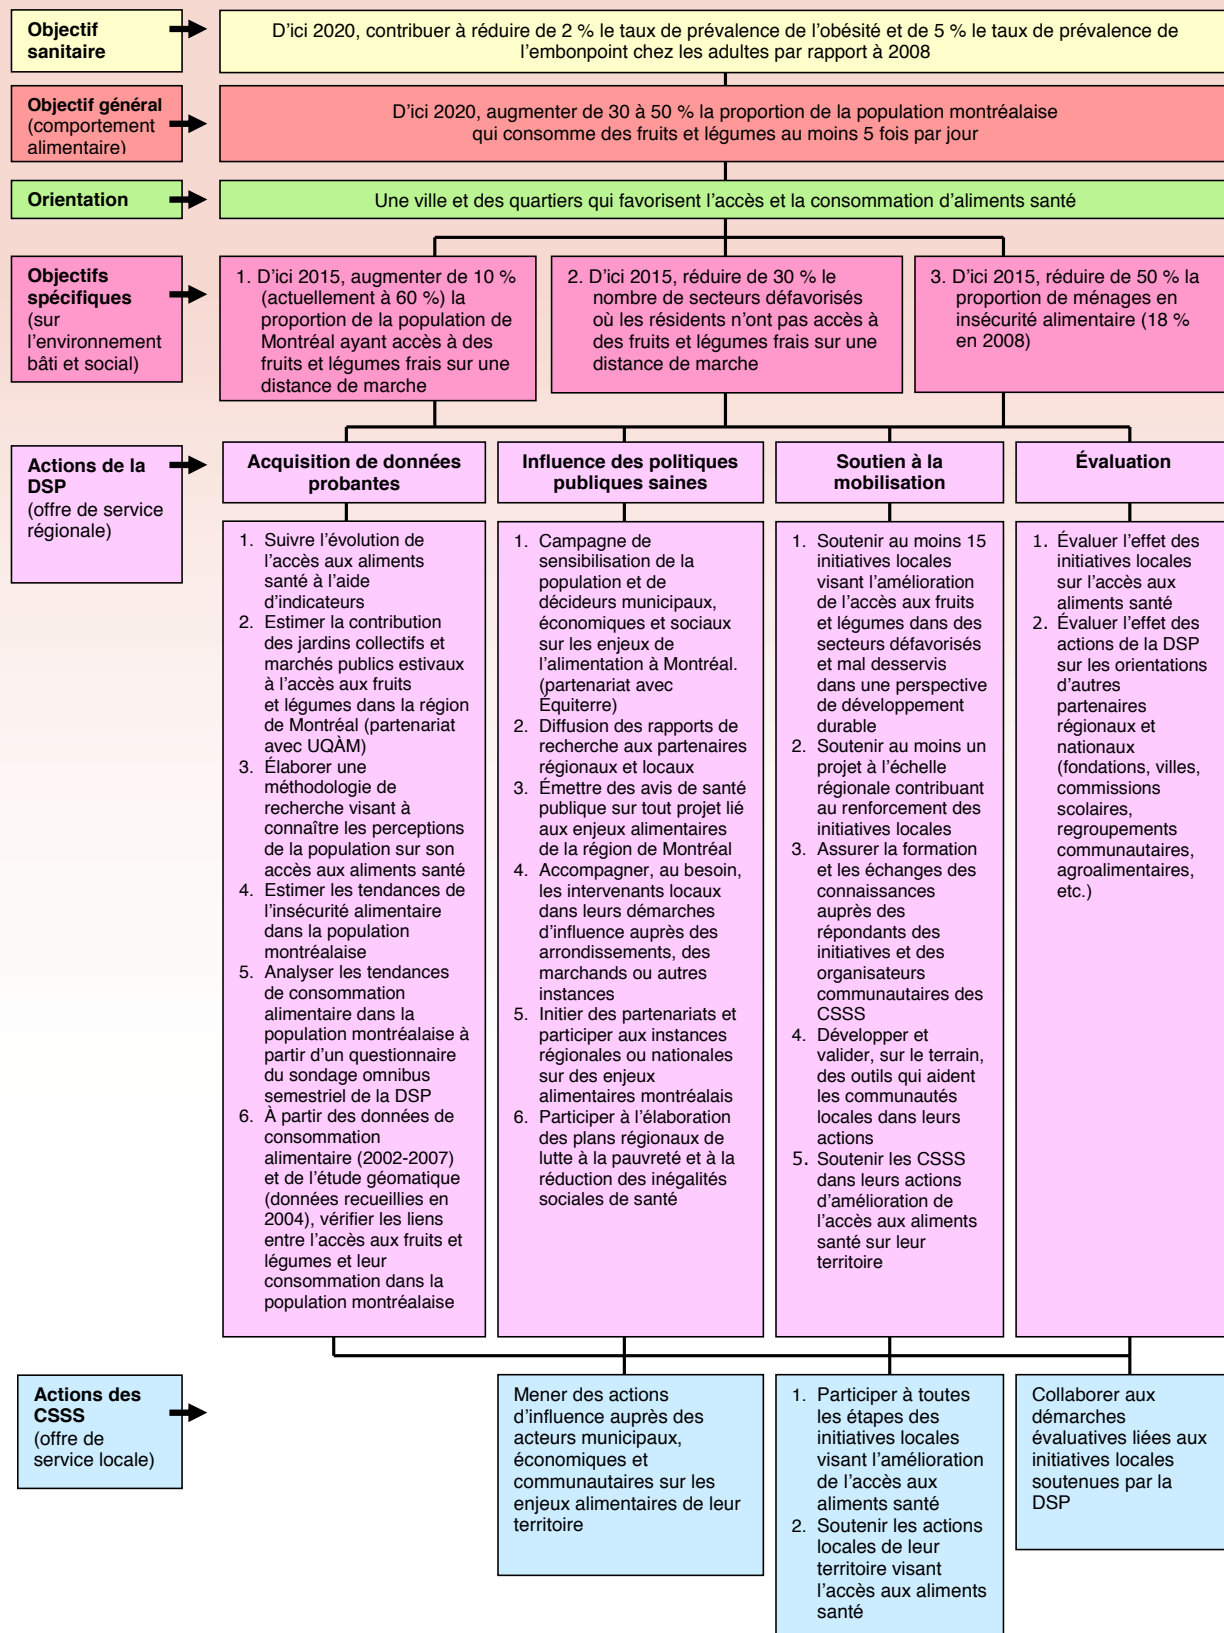 Objectif
sanitaire
D'ici 2020, contribuer à réduire de 2 % le taux de prévalence de l'obésité et de 5 % le taux de prévalence de
l'embonpoint chez les adultes par rapport à 2008
Objectif général
(comportement
alimentaire)
D'ici 2020, augmenter de 30 à 50 % la proportion de la population montréalaise
qui consomme des fruits et légumes au moins 5 fois par jour
Orientation
Une ville et des quartiers qui favorisent l'accès et la consommation d'aliments santé
Objectifs
spécifiques
(sur
l'environnement
bâti et social)
1. D'ici 2015, augmenter de 10 %
(actuellement à 60 %) la
proportion de la population de
Montréal ayant accès à des
fruits et légumes frais sur une
distance de marche
2. D'ici 2015, réduire de 30 % le
nombre de secteurs défavorisés
où les résidents n'ont pas accès à
des fruits et légumes frais sur une
distance de marche
3. D'ici 2015, réduire de 50 % la
proportion de ménages en
insécurité alimentaire (18 %
en 2008)
Actions de la
DSP
(offre de service
régionale)
Acquisition de données
probantes
1. Suivre l'évolution de
l'accès aux aliments
santé à l'aide
d'indicateurs
2. Estimer la contribution
des jardins collectifs et
marchés publics estivaux
à l'accès aux fruits
et légumes dans la région
de Montréal (partenariat
avec UQÀM)
3. Élaborer une
méthodologie de
recherche visant à
connaître les perceptions
de la population sur son
accès aux aliments santé
4. Estimer les tendances de
l'insécurité alimentaire
dans la population
montréalaise
5. Analyser les tendances
de consommation
alimentaire dans la
population montréalaise à
partir d'un questionnaire
du sondage omnibus
semestriel de la DSP
6. À partir des données de
consommation
alimentaire (2002-2007)
et de l'étude géomatique
(données recueillies en
2004), vérifier les liens
entre l'accès aux fruits et
légumes et leur
consommation dans la
population montréalaise
Influence des politiques
publiques saines
1. Campagne de
sensibilisation de la
population et de
décideurs municipaux,
économiques et sociaux
sur les enjeux de
l'alimentation à Montréal.
(partenariat avec
Équiterre)
2. Diffusion des rapports de
recherche aux partenaires
régionaux et locaux
3. Émettre des avis de santé
publique sur tout projet lié
aux enjeux alimentaires
de la région de Montréal
4. Accompagner, au besoin,
les intervenants locaux
dans leurs démarches
d'influence auprès des
arrondissements, des
marchands ou autres
instances
5. Initier des partenariats et
participer aux instances
régionales ou nationales
sur des enjeux
alimentaires montréalais
6. Participer à l'élaboration
des plans régionaux de
lutte à la pauvreté et à la
réduction des inégalités
sociales de santé
Soutien à la
mobilisation
1. Soutenir au moins 15
initiatives locales
visant l'amélioration
de l'accès aux fruits
et légumes dans des
secteurs défavorisés
et mal desservis
dans une perspective
de développement
durable
2. Soutenir au moins un
projet à l'échelle
régionale contribuant
au renforcement des
initiatives locales
3. Assurer la formation
et les échanges des
connaissances
auprès des
répondants des
initiatives et des
organisateurs
communautaires des
CSSS
4. Développer et
valider, sur le terrain,
des outils qui aident
les communautés
locales dans leurs
actions
5. Soutenir les CSSS
dans leurs actions
d'amélioration de
l'accès aux aliments
santé sur leur
territoire
Évaluation
1. Évaluer l'effet des
initiatives locales
sur l'accès aux
aliments santé
2. Évaluer l'effet des
actions de la DSP
sur les orientations
d'autres
partenaires
régionaux et
nationaux
(fondations, villes,
commissions
scolaires,
regroupements
communautaires,
agroalimentaires,
etc.)
Actions des
CSSS
(offre de
service locale)
Mener des actions
d'influence auprès des
acteurs municipaux,
économiques et
communautaires sur les
enjeux alimentaires de leur
territoire
1. Participer à toutes
les étapes des
initiatives locales
visant l'amélioration
de l'accès aux
aliments santé
2. Soutenir les actions
locales de leur
territoire visant
l'accès aux aliments
santé
Collaborer aux
démarches
évaluatives liées aux
initiatives locales
soutenues par la
DSP